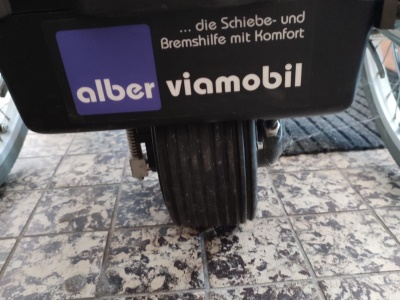 ... die Schiebe- und
Bremshilfe mit Komfort
alber viamobil